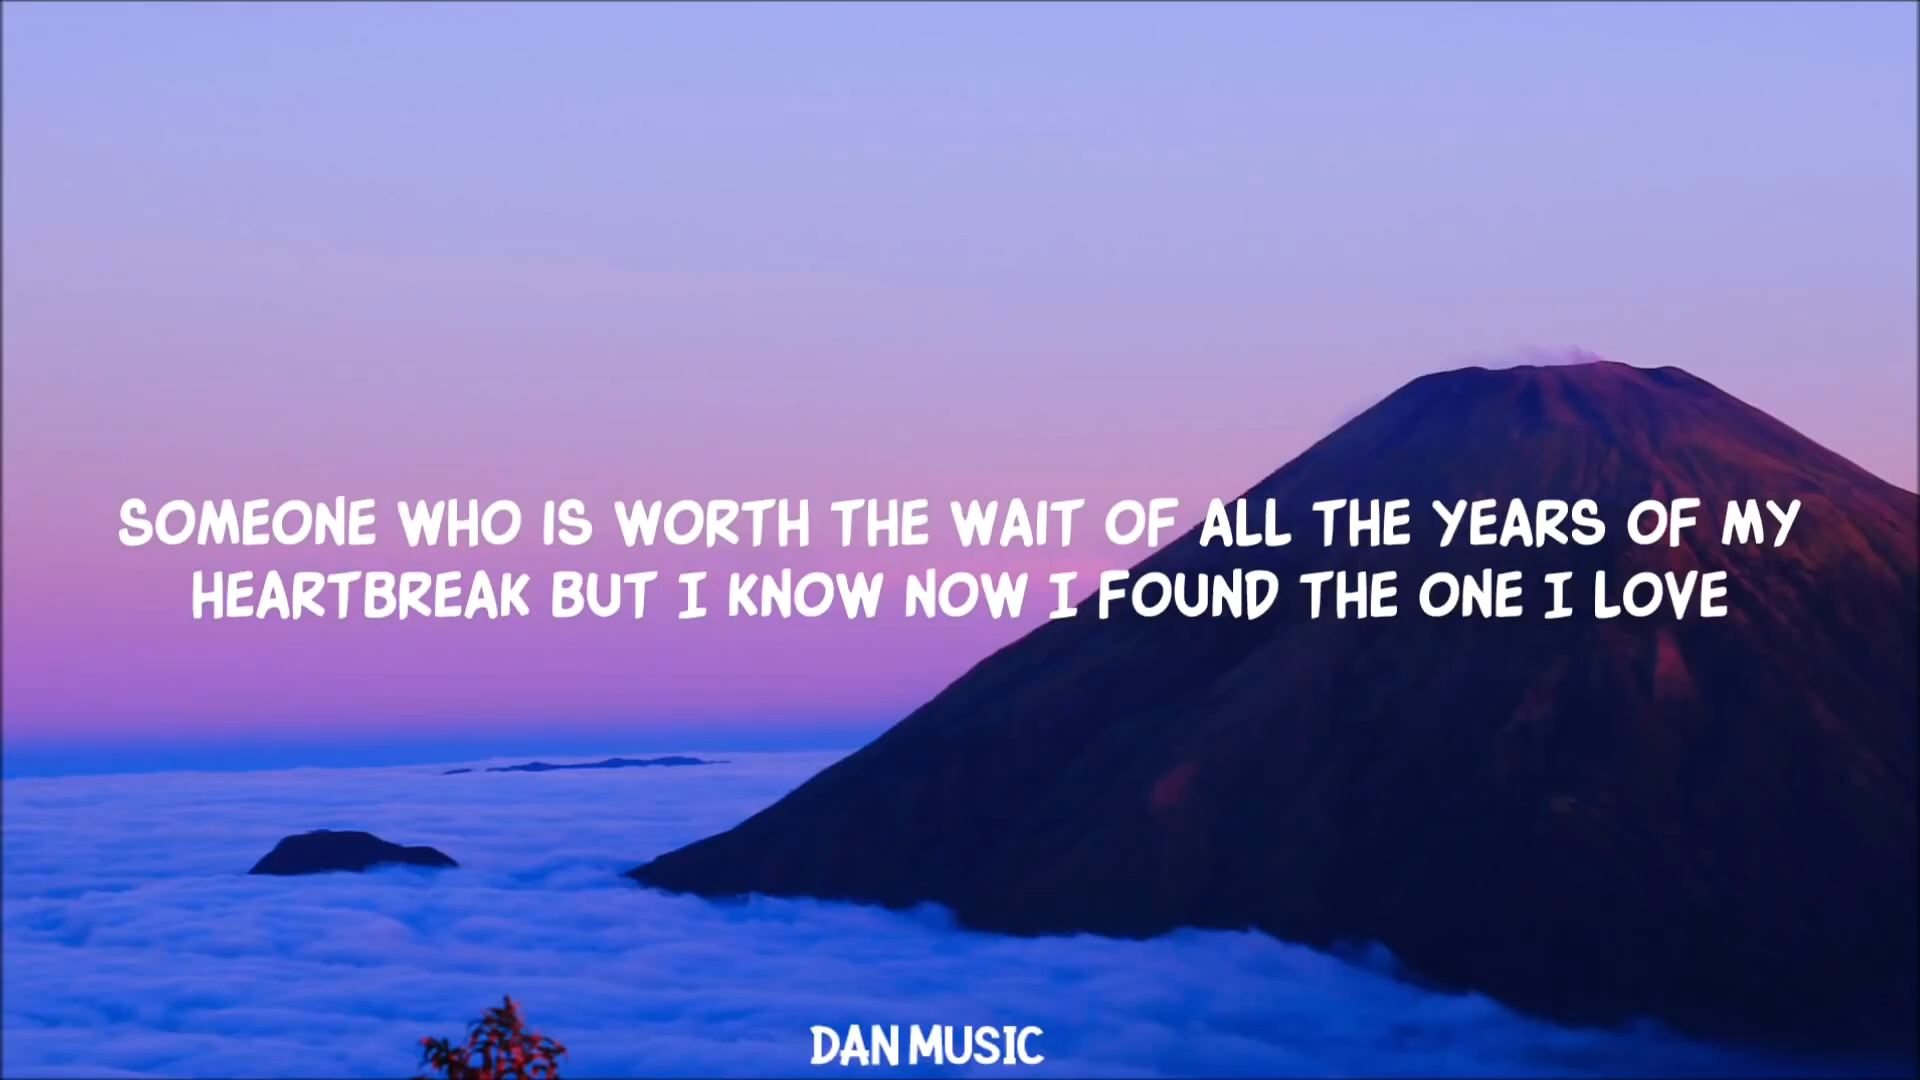 SOMEONE WHO IS WORTH THE WAIT OF ALL THE YEARS OF MY
HEARTBREAK BUT I KNOW NOW I FOUND THE ONE I LOVE
DAN MUSIC